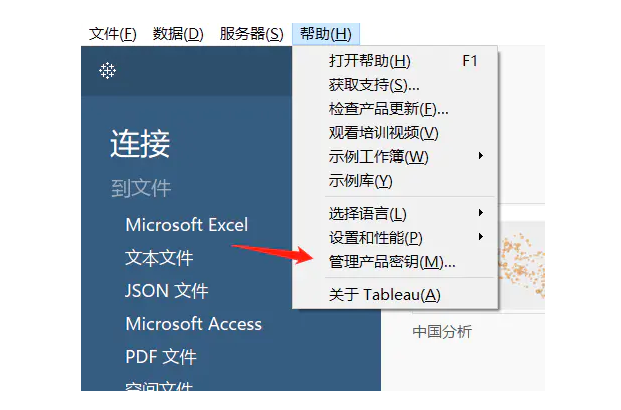 文件(F) 数据(D) 服务器(S) 帮助(H)
打开帮助(H) F1
获取支持(S)...
检查产品更新(F)...
观看培训视频(V)
示例工作簿(W)
示例库(Y)
选择语言(L)
设置和性能(P)
管理产品密钥(M)...
关于 Tableau(A)
连接
到文件
Microsoft Excel
文本文件
JSON 文件
Microsoft Access
PDF 文件
空间文件
中国分析